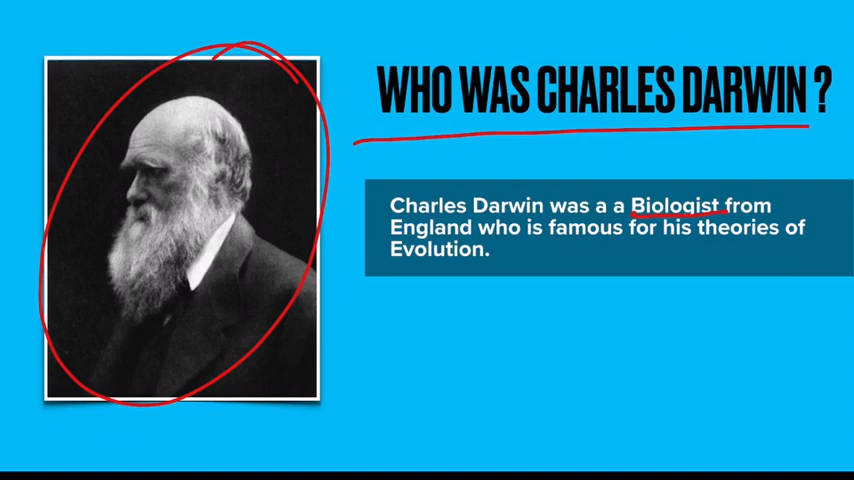 WHO WAS CHARLES DARWIN ?
Charles Darwin was a a Biologist from
England who is famous for his theories of
Evolution.